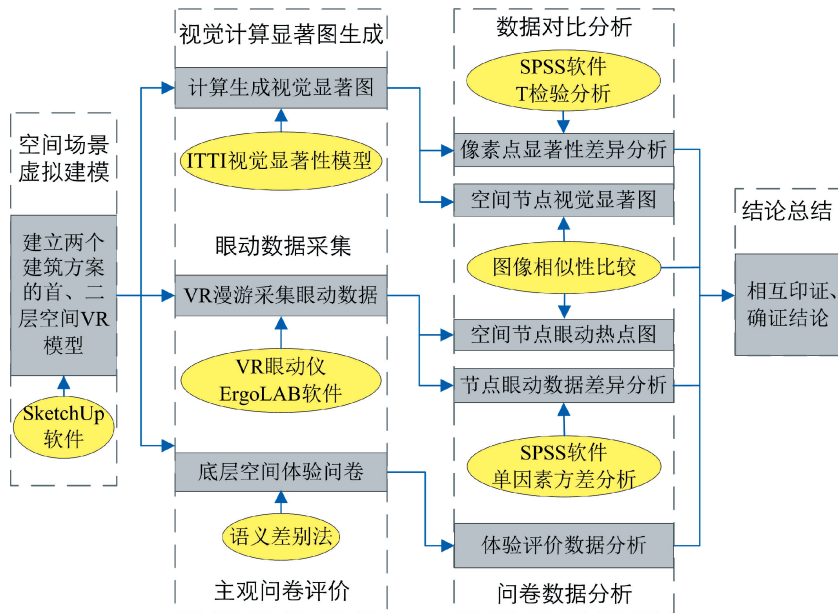 空间场景
虚拟建模
建立两个
建筑方案
的首、二
层空间VR
模型
SketchUp
软件
视觉计算显著图生成
计算生成视觉显著图
ITTI视觉显著性模型
眼动数据采集
VR漫游采集眼动数据
VR眼动仪
ErgoLAB软件
底层空间体验问卷
语义差别法
主观问卷评价
数据对比分析
SPSS软件
T检验分析
像素点显著性差异分析
空间节点视觉显著图
图像相似性比较
空间节点眼动热点图
节点眼动数据差异分析
SPSS软件
单因素方差分析
体验评价数据分析
问卷数据分析
结论总结
相互印证、
确证结论